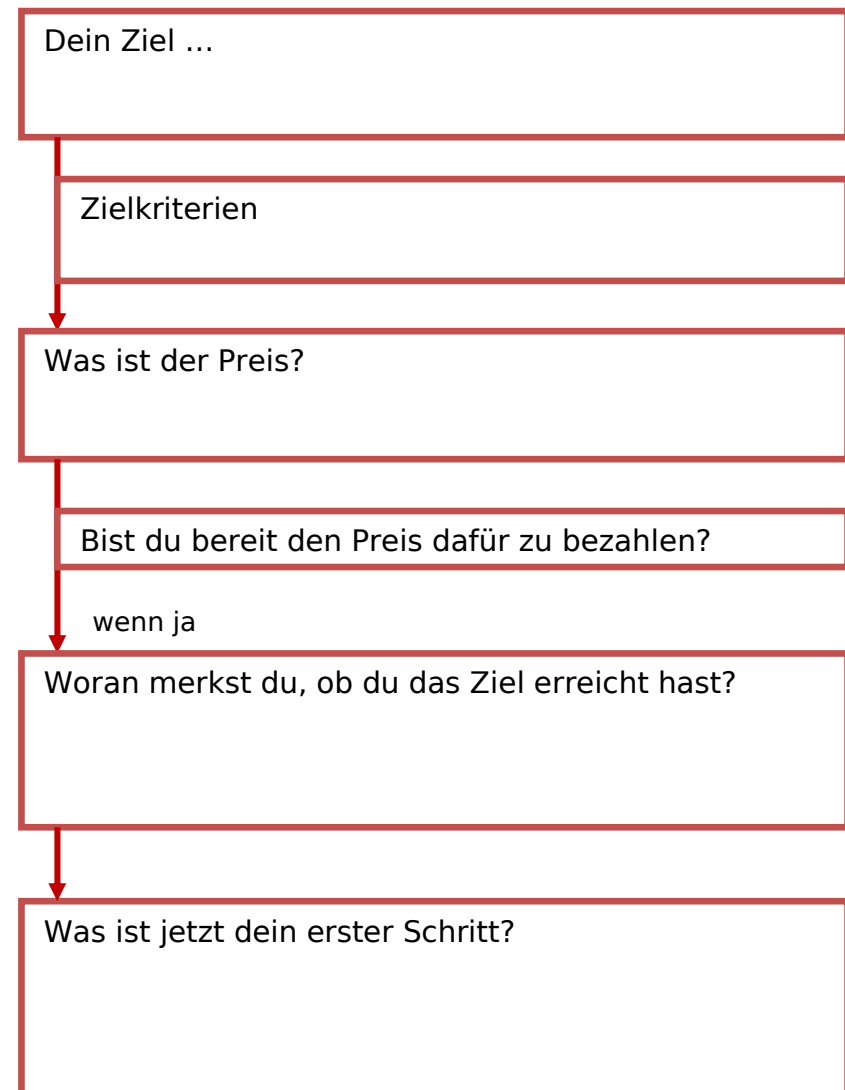 Dein Ziel …
Zielkriterien
Was ist der Preis?
Bist du bereit den Preis dafür zu bezahlen?
wenn ja
Woran merkst du, ob du das Ziel erreicht hast?
Was ist jetzt dein erster Schritt?